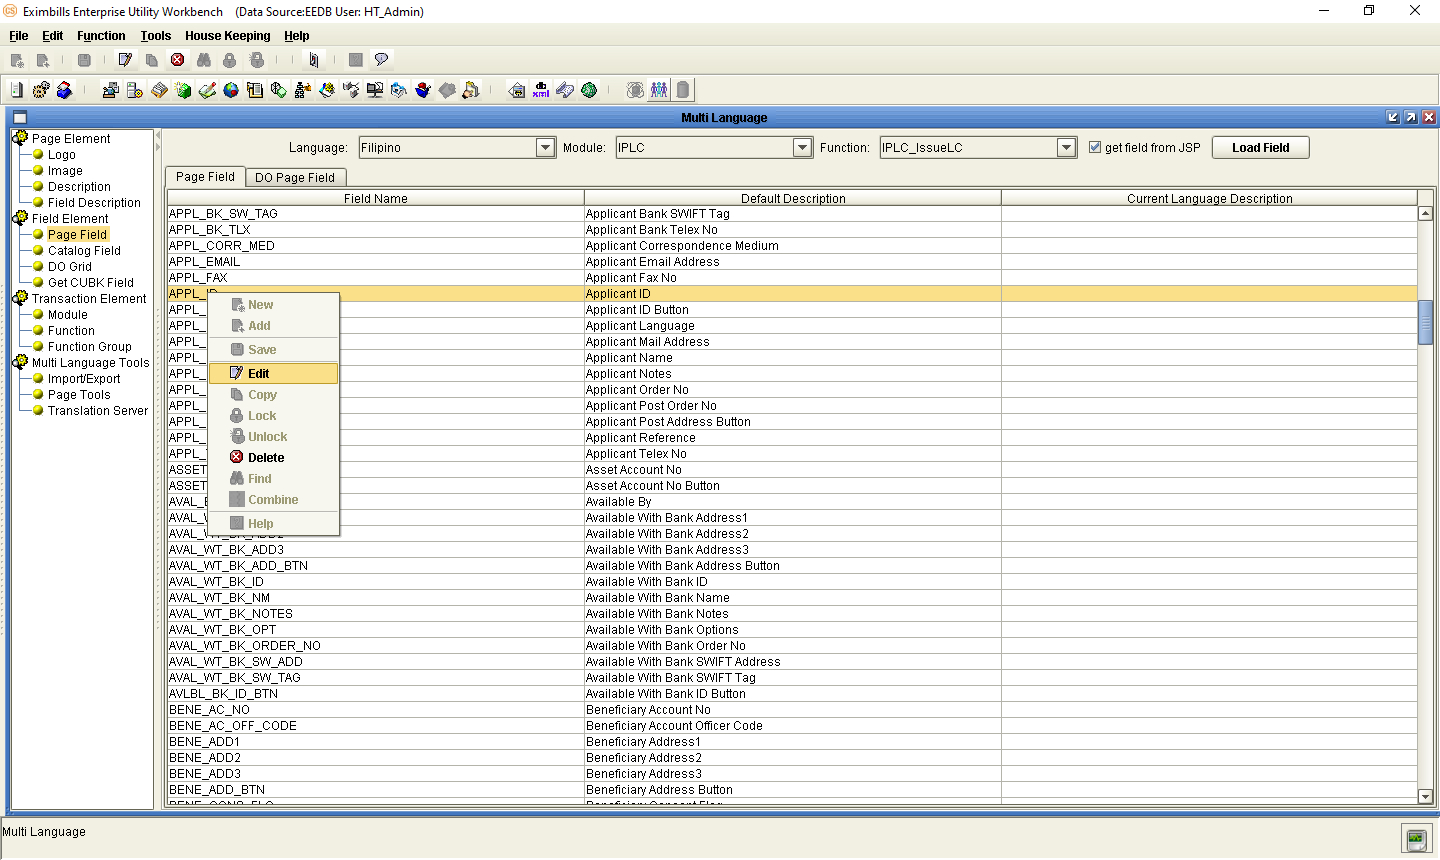 Eximbills Enterprise Utility Workbench (Data Source:EEDB User: HT_Admin)
File Edit Function Tools House Keeping Help
Multi Language
Page Element
Logo
Image
Description
Field Description
Field Element
Page Field
Catalog Field
DO Grid
Get CUBK Field
Transaction Element
Module
Function
Function Group
Multi Language Tools
Import/Export
Page Tools
Translation Server
Language: Filipino Module: IPLC Function: IPLC_IssueLC get field from JSP Load Field
Page Field DO Page Field
Field Name Default Description Current Language Description
APPL_BK_SW_TAG Applicant Bank SWIFT Tag
APPL_BK_TLX Applicant Bank Telex No
APPL_CORR_MED Applicant Correspondence Medium
APPL_EMAIL Applicant Email Address
APPL_FAX Applicant Fax No
APPL_ID Applicant ID
APPL_ Applicant ID Button
APPL_ Applicant Language
APPL_ Applicant Mail Address
APPL_ Applicant Name
APPL_ Applicant Notes
APPL_ Applicant Order No
APPL_ Applicant Post Order No
APPL_ Applicant Post Address Button
APPL_ Applicant Reference
APPL_ Applicant Telex No
ASSET Asset Account No
ASSET Asset Account No Button
AVAL_ Available By
AVAL_ Available With Bank Address1
AVAL_WT_BK_ADD2 Available With Bank Address2
AVAL_WT_BK_ADD3 Available With Bank Address3
AVAL_WT_BK_ADD_BTN Available With Bank Address Button
AVAL_WT_BK_ID Available With Bank ID
AVAL_WT_BK_NM Available With Bank Name
AVAL_WT_BK_NOTES Available With Bank Notes
AVAL_WT_BK_OPT Available With Bank Options
AVAL_WT_BK_ORDER_NO Available With Bank Order No
AVAL_WT_BK_SW_ADD Available With Bank SWIFT Address
AVAL_WT_BK_SW_TAG Available With Bank SWIFT Tag
AVLBL_BK_ID_BTN Available With Bank ID Button
BENE_AC_NO Beneficiary Account No
BENE_AC_OFF_CODE Beneficiary Account Officer Code
BENE_ADD1 Beneficiary Address1
BENE_ADD2 Beneficiary Address2
BENE_ADD3 Beneficiary Address3
BENE_ADD_BTN Beneficiary Address Button
New
Add
Save
Edit
Copy
Lock
Unlock
Delete
Find
Combine
Help
Multi Language